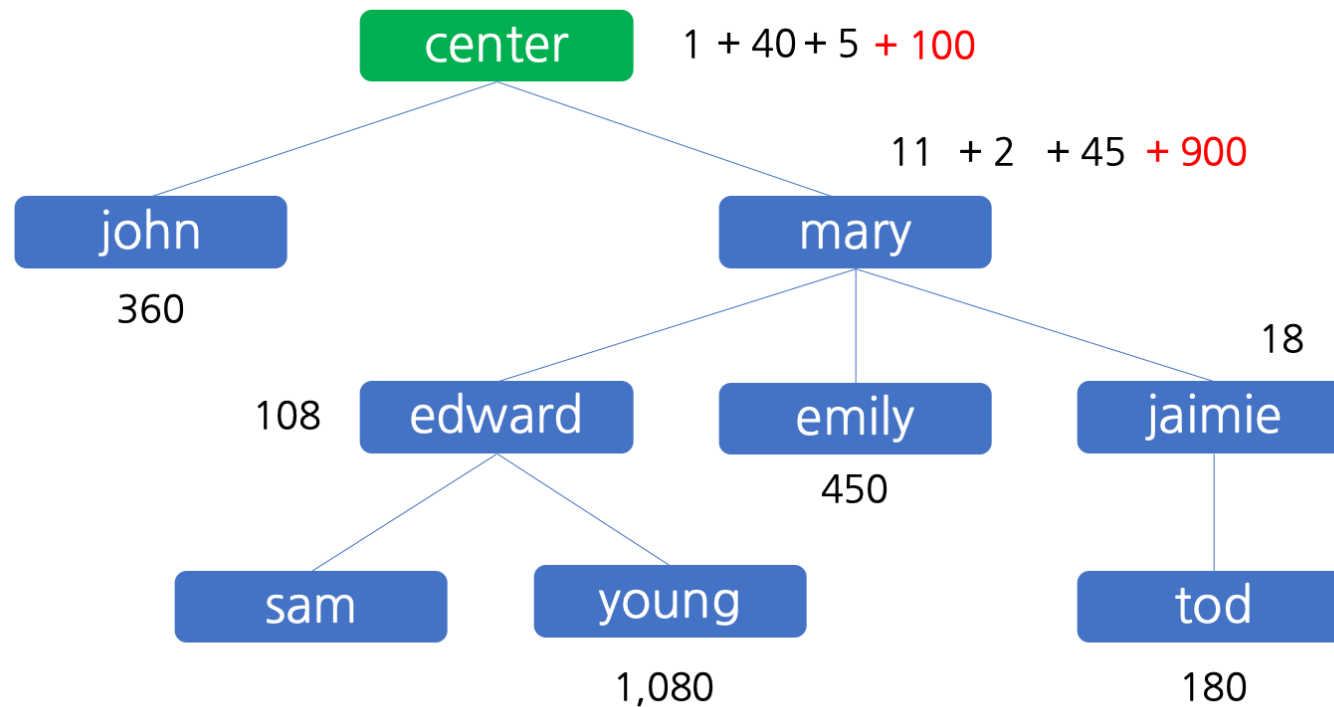 center
1 + 40 + 5 + 100
11 + 2 + 45 + 900
john
mary
360
18
108
edward
emily
jaimie
450
sam
young
tod
1,080
180